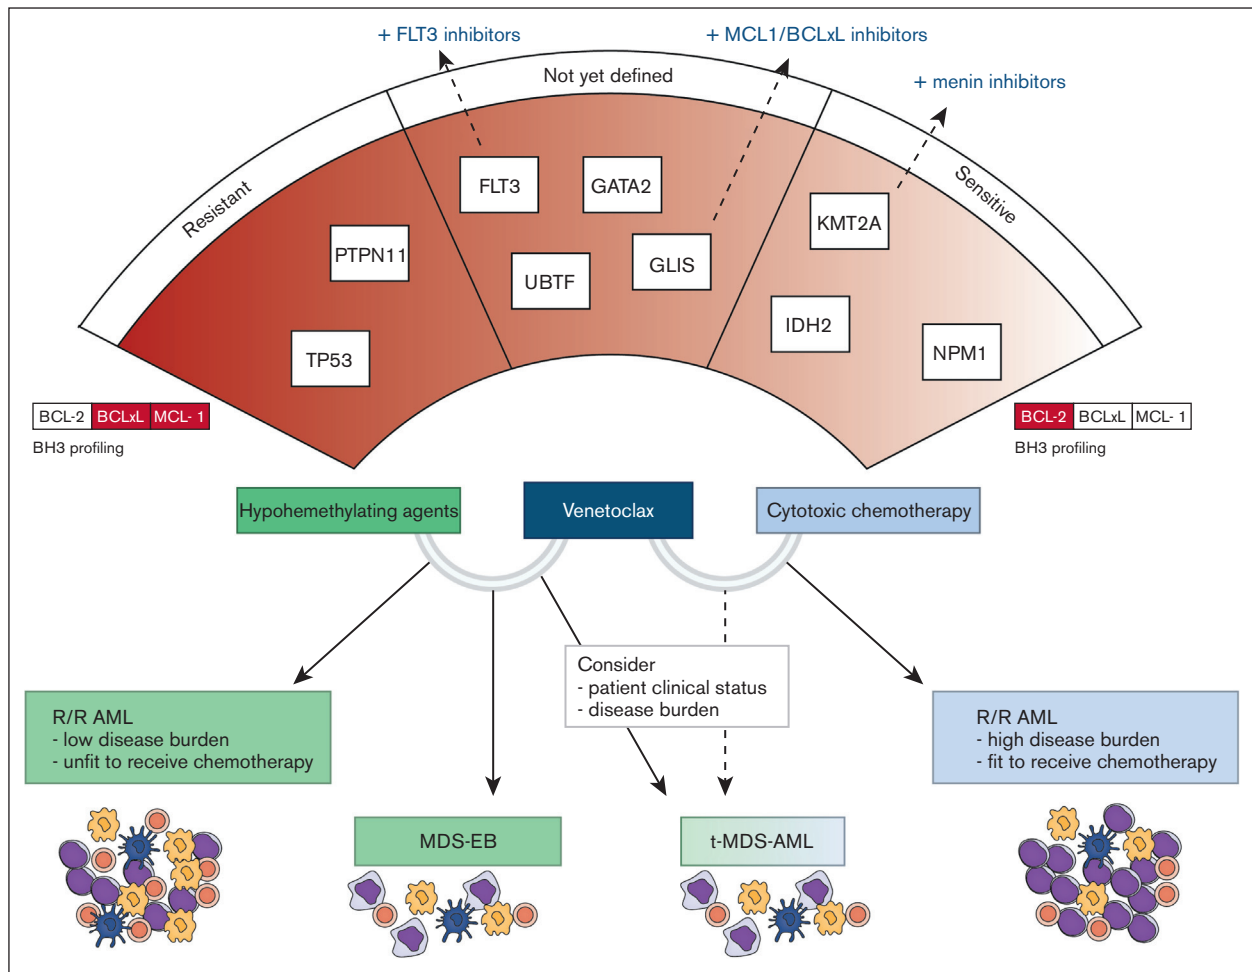 + FLT3 inhibitors
+ MCL1/BCLxL inhibitors
+ menin inhibitors
Not yet defined
Resistant
Sensitive
FLT3
GATA2
KMT2A
PTPN11
UBTF
GLIS
IDH2
TP53
NPM1
BCL-2
BCLxL
MCL- 1
BH3 profiling
BCL-2
BCLxL
MCL- 1
BH3 profiling
Hypohemethylating agents
Venetoclax
Cytotoxic chemotherapy
Consider
- patient clinical status
- disease burden
R/R AML
- low disease burden
- unfit to receive chemotherapy
R/R AML
- high disease burden
- fit to receive chemotherapy
MDS-EB
t-MDS-AML